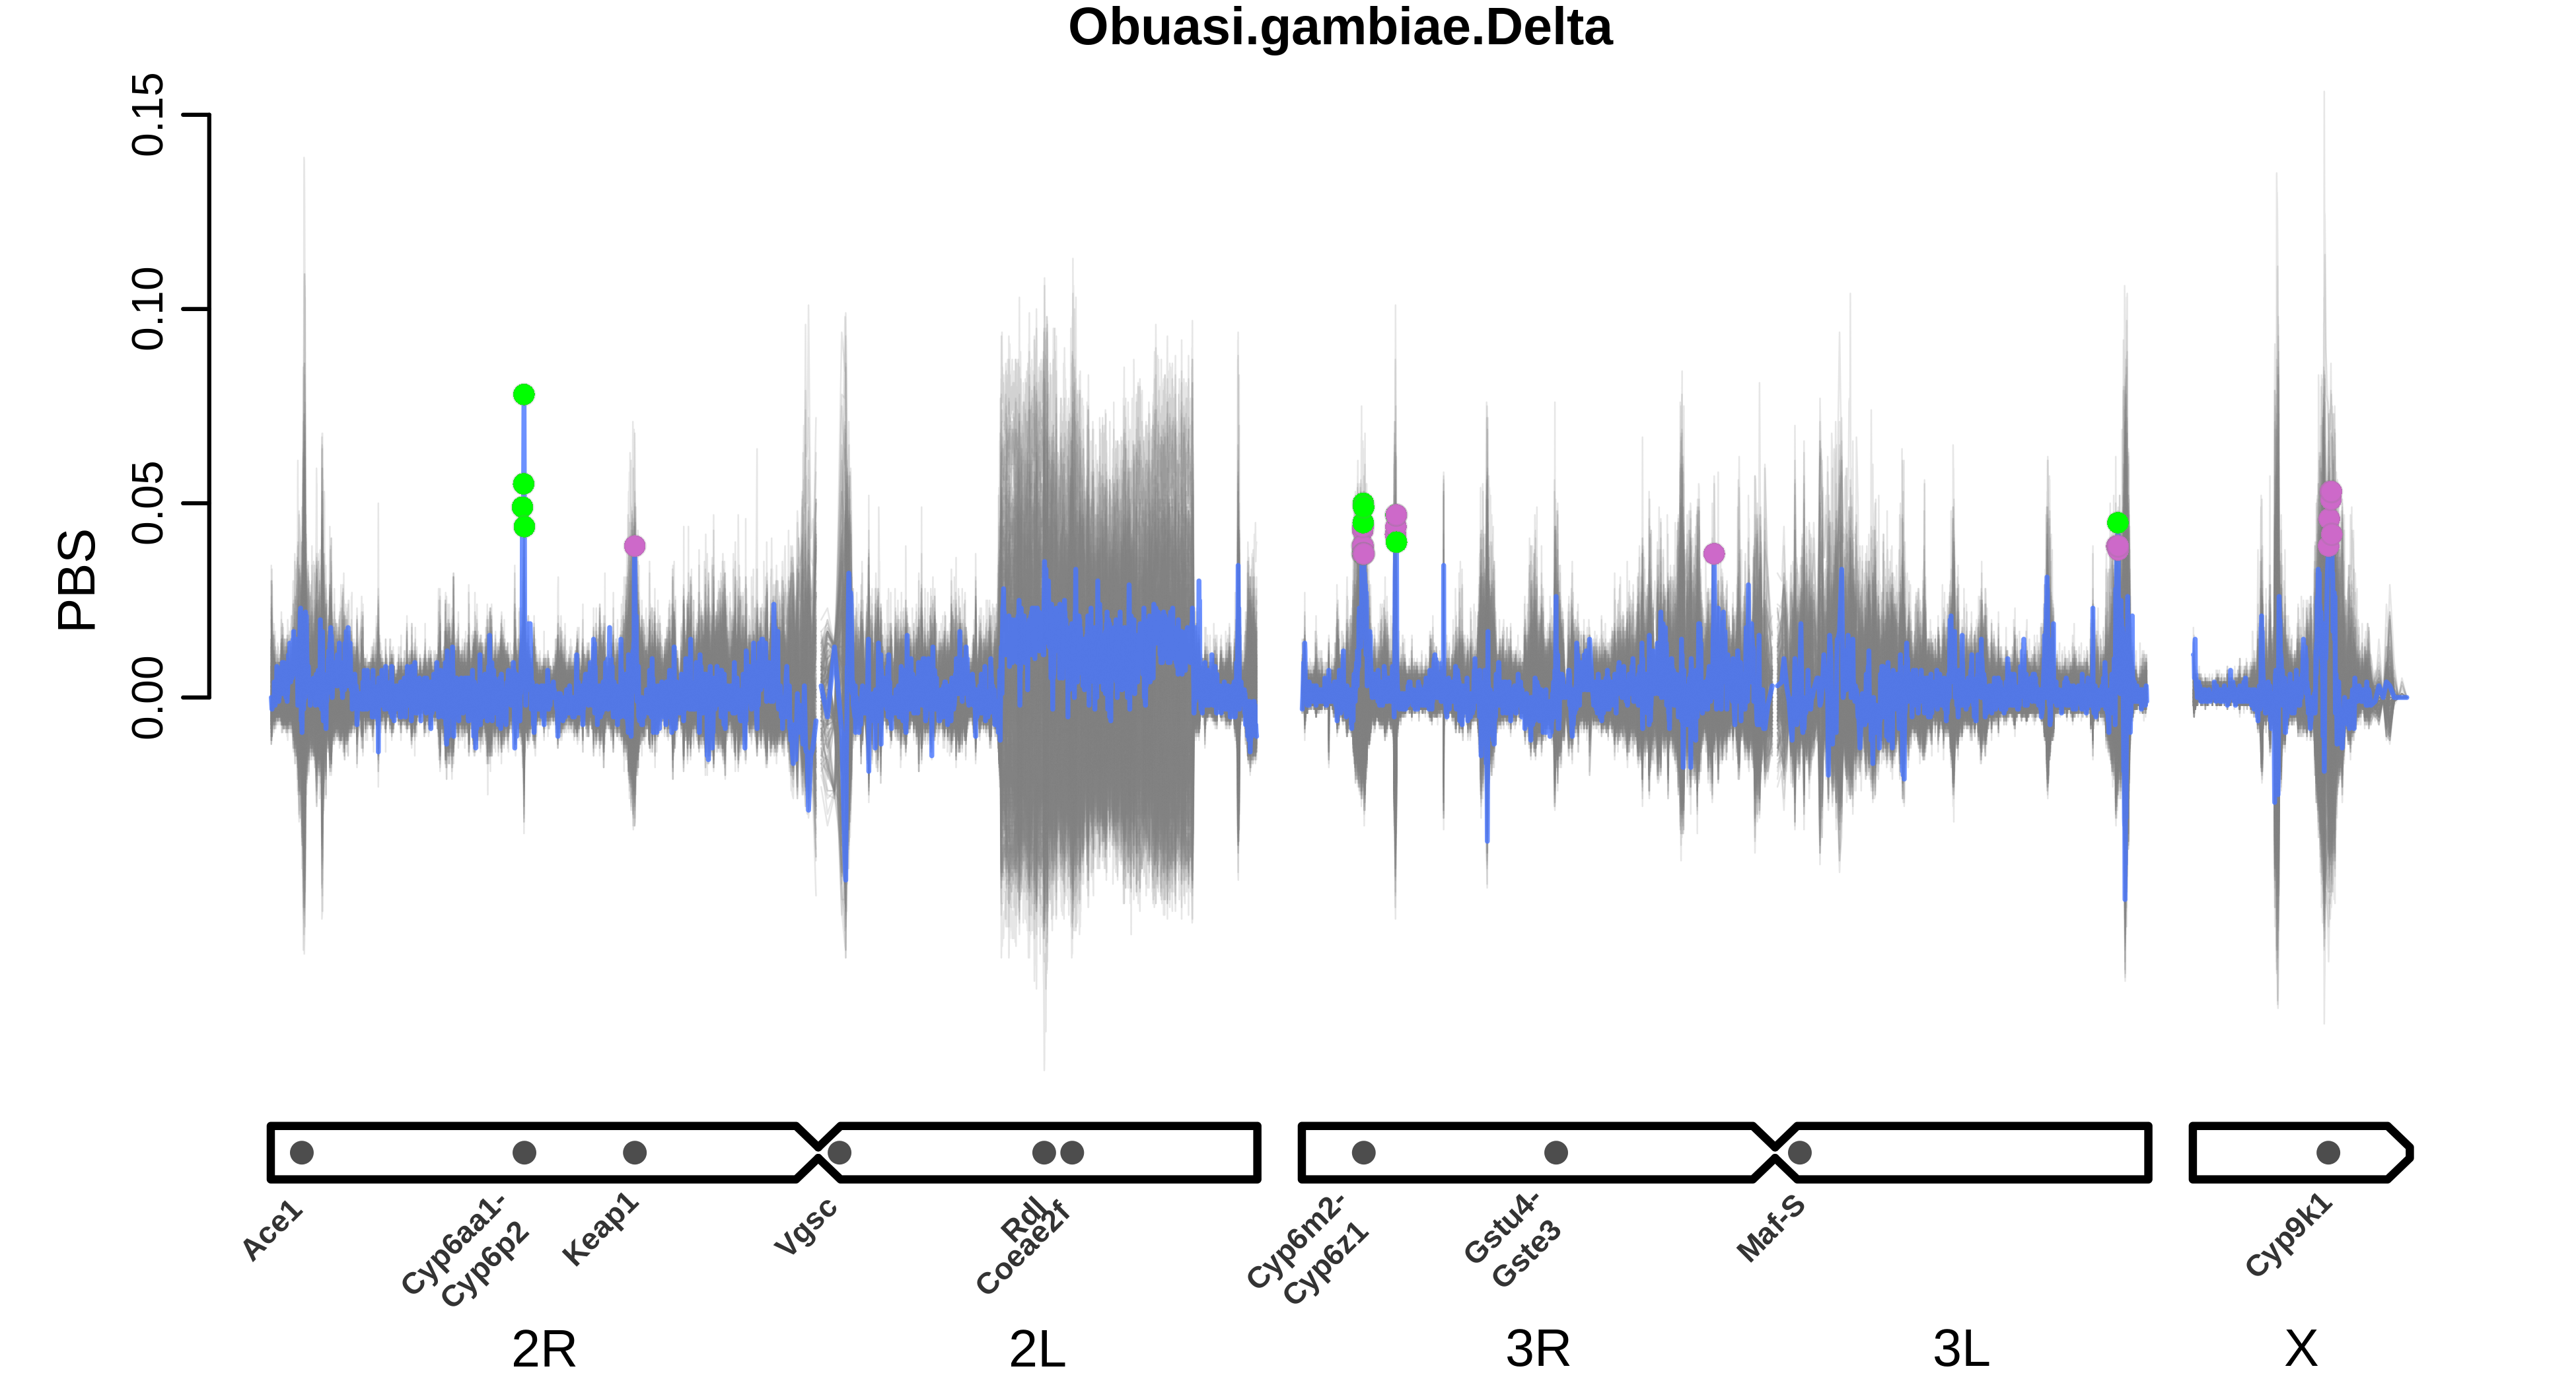 Obuasi.gambiae.Delta
0.15
0.10
0.05
0.00
PBS
Ace1
Cyp6aa1-
Cyp6p2
Keap1
Vgsc
Rdl
Coeae2f
Cyp6m2-
Cyp6z1
Gstu4-
Gste3
Maf-S
Cyp9k1
2R
2L
3R
3L
X